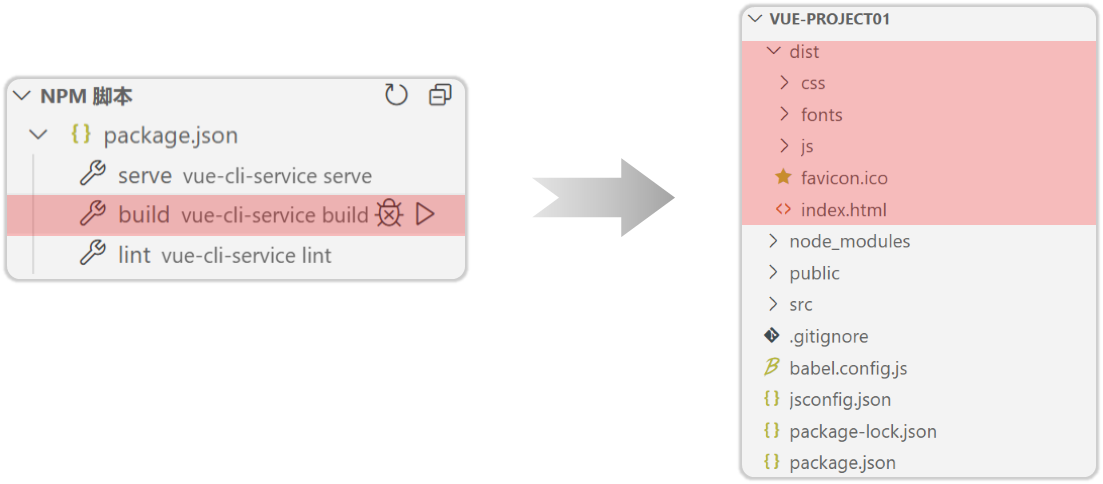 NPM 脚本
package.json
serve vue-cli-service serve
build vue-cli-service build
lint vue-cli-service lint
VUE-PROJECT01
dist
css
fonts
js
favicon.ico
index.html
node_modules
public
src
.gitignore
babel.config.js
jsconfig.json
package-lock.json
package.json